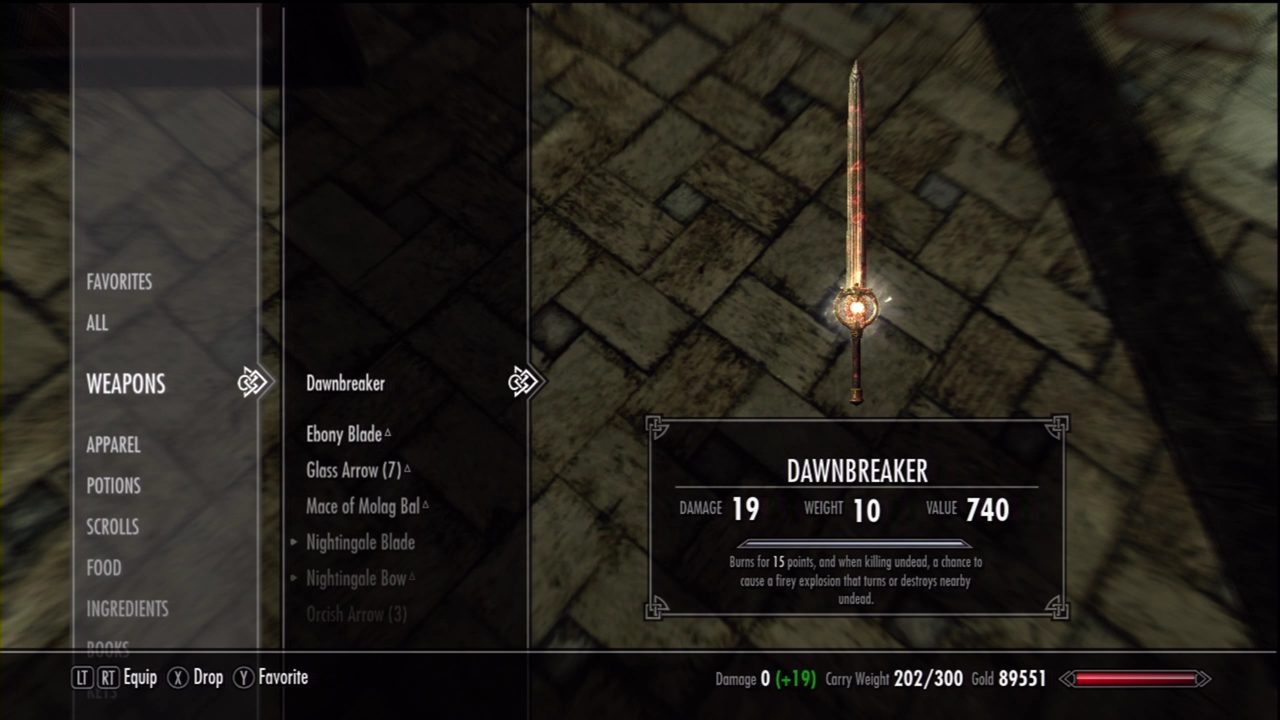 FAVORITES
ALL
WEAPONS
APPAREL
POTIONS
SCROLLS
FOOD
INGREDIENTS
BOOKS
KEYS
Dawnbreaker
Ebony Blade
Glass Arrow (7)
Mace of Molag Bal
Nightingale Blade
Nightingale Bow
Orcish Arrow (3)
DAWNBREAKER
DAMAGE 19 WEIGHT 10 VALUE 740
Burns for 15 points, and when killing undead, a chance to
cause a firey explosion that turns or destroys nearby
undead.
LT RT Equip X Drop Y Favorite
Damage 0 (+19) Carry Weight 202/300 Gold 89551